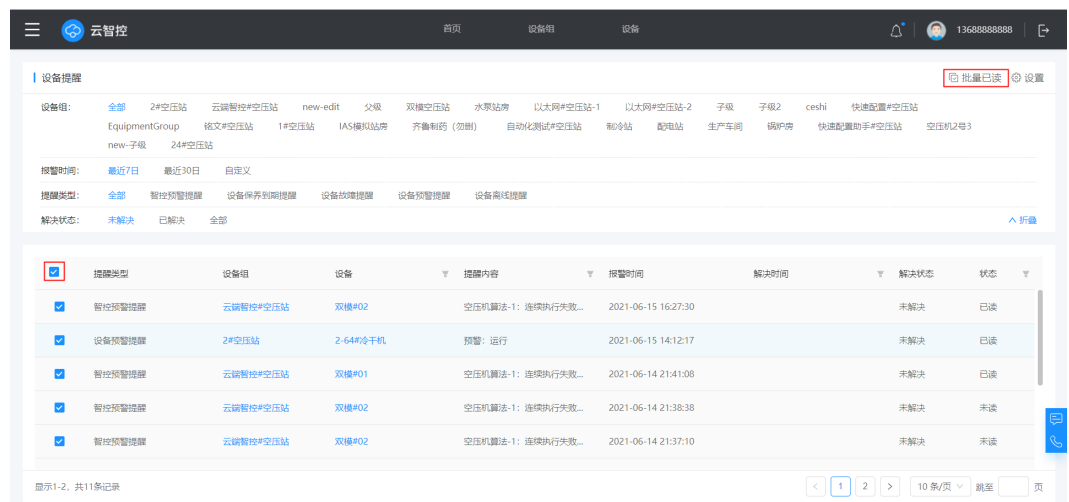 云智控 首页 设备组 设备 13688888888
设备提醒 批量已读 设置
设备组: 全部 2#空压站 云端智控#空压站 new-edit 父级 双模空压站 水泵站房 以太网#空压站-1 以太网#空压站-2 子级 子级2 ceshi 快速配置#空压站
EquipmentGroup 铭文#空压站 1#空压站 IAS模拟站房 齐鲁制药（勿删） 自动化测试#空压站 制冷站 配电站 生产车间 锅炉房 快速配置助手#空压站 空压机2号3
new-子级 24#空压站
报警时间: 最近7日 最近30日 自定义
提醒类型: 全部 智控预警提醒 设备保养到期提醒 设备故障提醒 设备预警提醒 设备离线提醒
解决状态: 未解决 已解决 全部 折叠
提醒类型 设备组 设备 提醒内容 报警时间 解决时间 解决状态 状态
智控预警提醒 云端智控#空压站 双模#02 空压机算法-1：连续执行失败... 2021-06-15 16:27:30 未解决 已读
设备预警提醒 2#空压站 2-64#冷干机 预警：运行 2021-06-15 14:12:17 未解决 已读
智控预警提醒 云端智控#空压站 双模#01 空压机算法-1：连续执行失败... 2021-06-14 21:41:08 未解决 已读
智控预警提醒 云端智控#空压站 双模#02 空压机算法-1：连续执行失败... 2021-06-14 21:38:38 未解决 未读
智控预警提醒 云端智控#空压站 双模#02 空压机算法-1：连续执行失败... 2021-06-14 21:37:10 未解决 未读
显示1-2，共11条记录 < 1 2 > 10 条/页 跳至 页